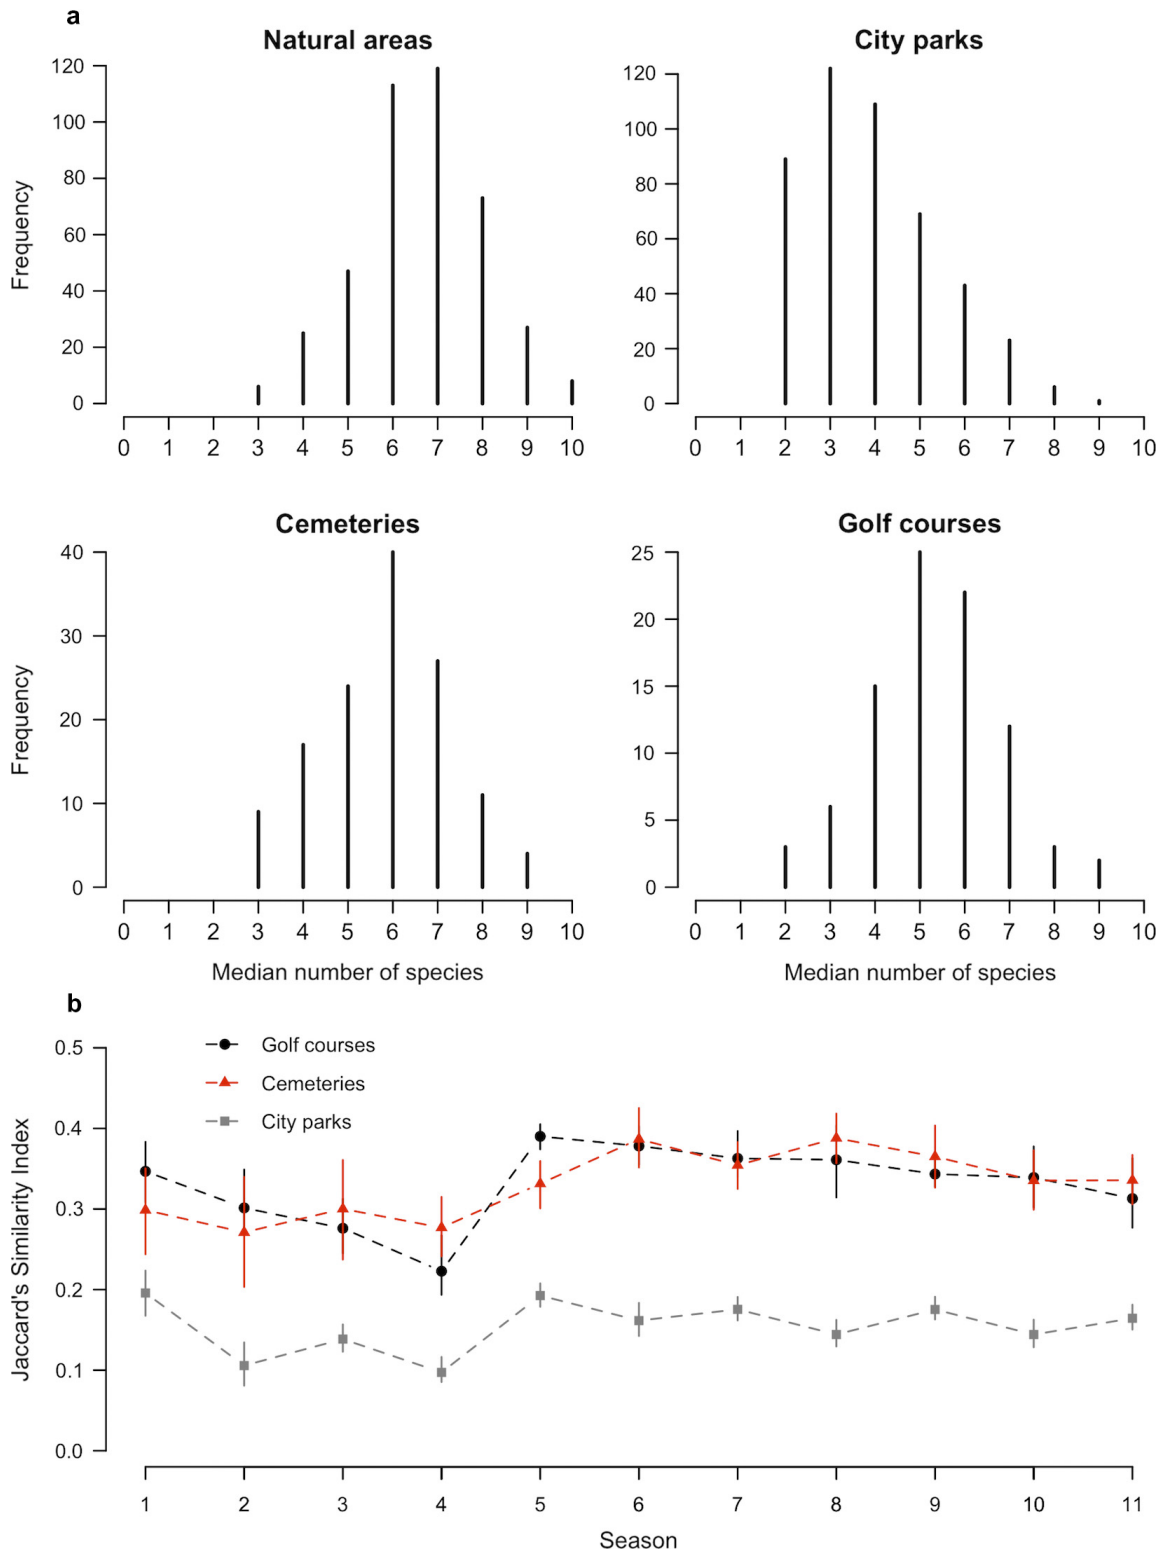 a
Natural areas
City parks
120
100
80
60
40
20
0
Frequency
0 1 2 3 4 5 6 7 8 9 10
120
100
80
60
40
20
0
0 1 2 3 4 5 6 7 8 9 10
Cemeteries
Golf courses
40
30
20
10
0
Frequency
0 1 2 3 4 5 6 7 8 9 10
Median number of species
25
20
15
10
5
0
0 1 2 3 4 5 6 7 8 9 10
Median number of species
b
Golf courses
Cemeteries
City parks
0.5
0.4
0.3
0.2
0.1
0.0
Jaccard's Similarity Index
1 2 3 4 5 6 7 8 9 10 11
Season